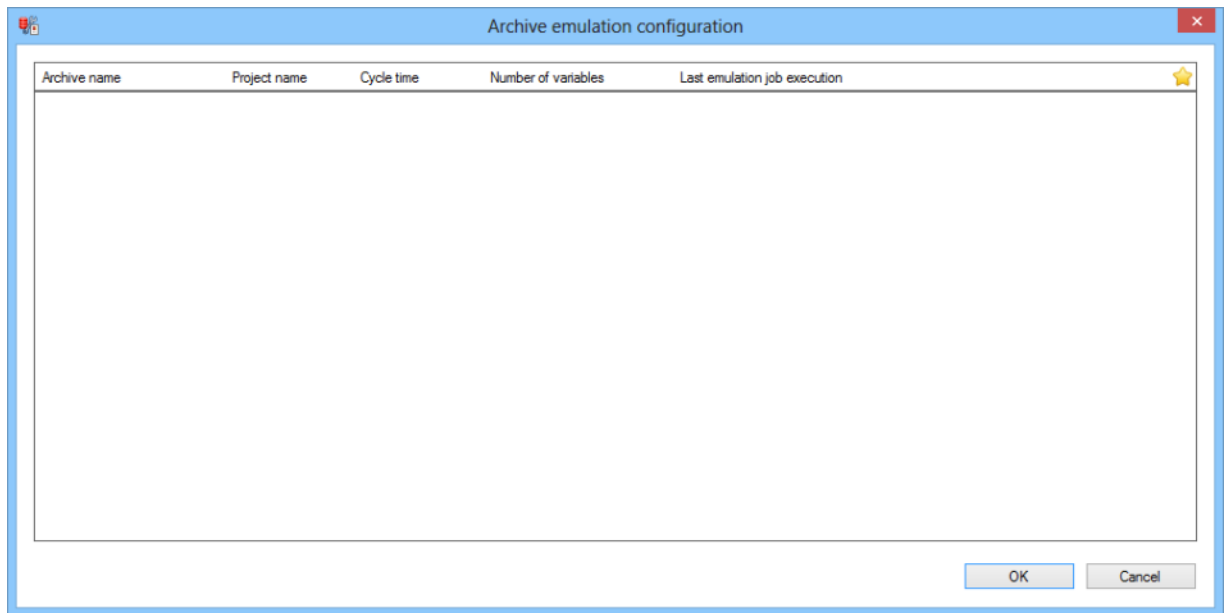 Archive emulation configuration
Archive name Project name Cycle time Number of variables Last emulation job execution
OK Cancel